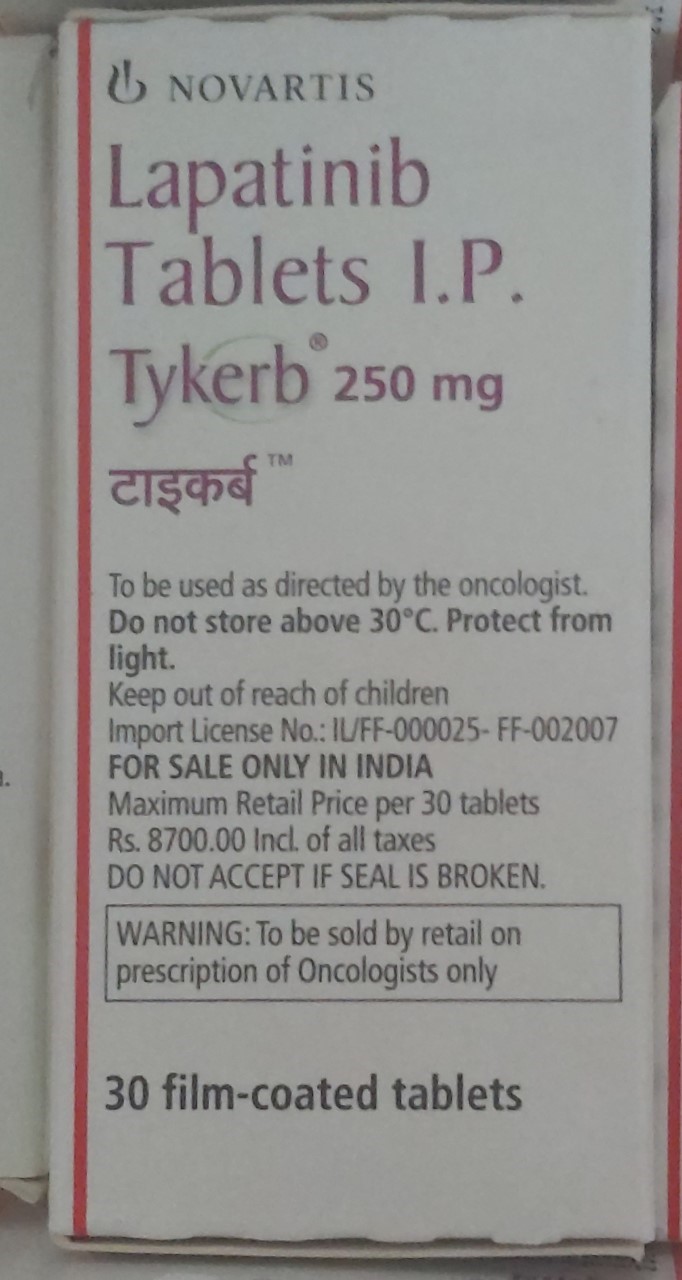 NOVARTIS
Lapatinib
Tablets I.P.
Tykerb® 250 mg
टाइकर्ब™
To be used as directed by the oncologist.
Do not store above 30°C. Protect from
light.
Keep out of reach of children
Import License No.: IL/FF-000025- FF-002007
FOR SALE ONLY IN INDIA
Maximum Retail Price per 30 tablets
Rs. 8700.00 Incl. of all taxes
DO NOT ACCEPT IF SEAL IS BROKEN.
WARNING: To be sold by retail on
prescription of Oncologists only
30 film-coated tablets